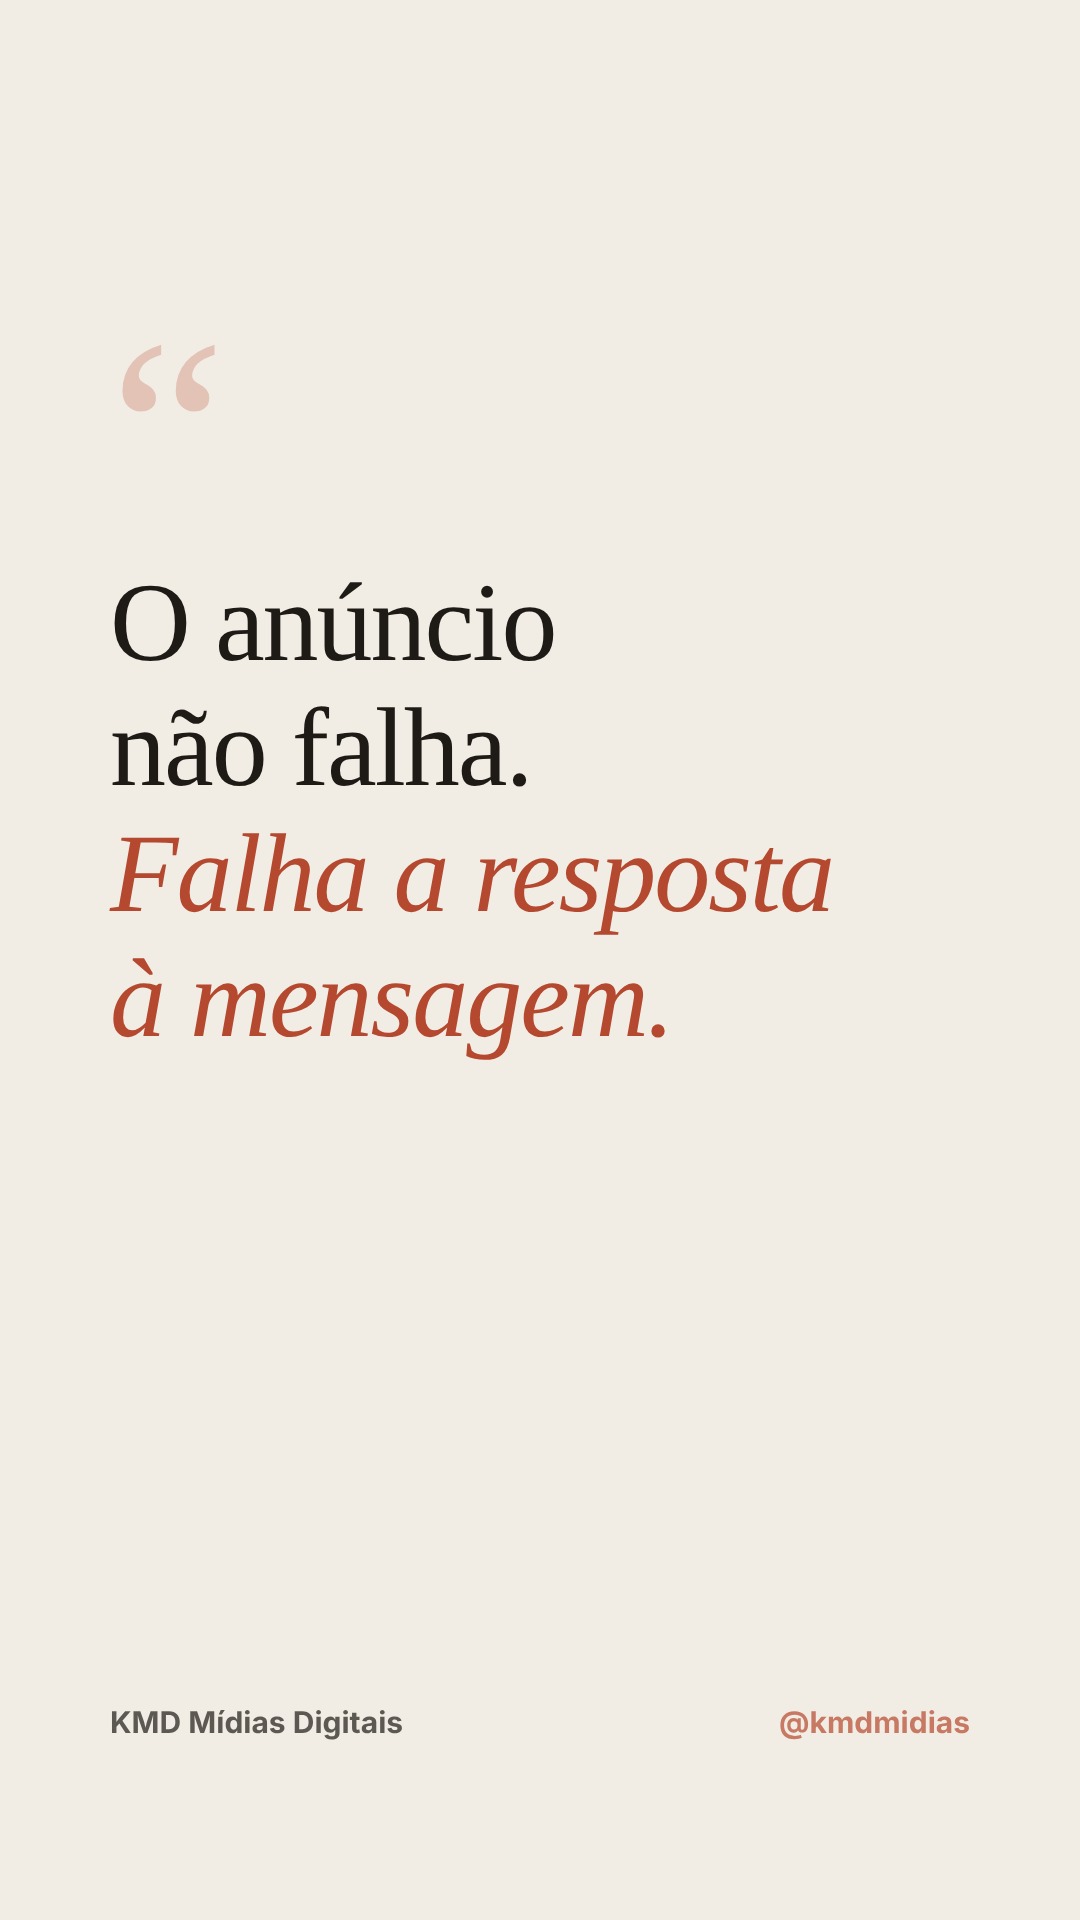 “
O anúncio
não falha.
Falha a resposta
à mensagem.
KMD Mídias Digitais
@kmdmidias